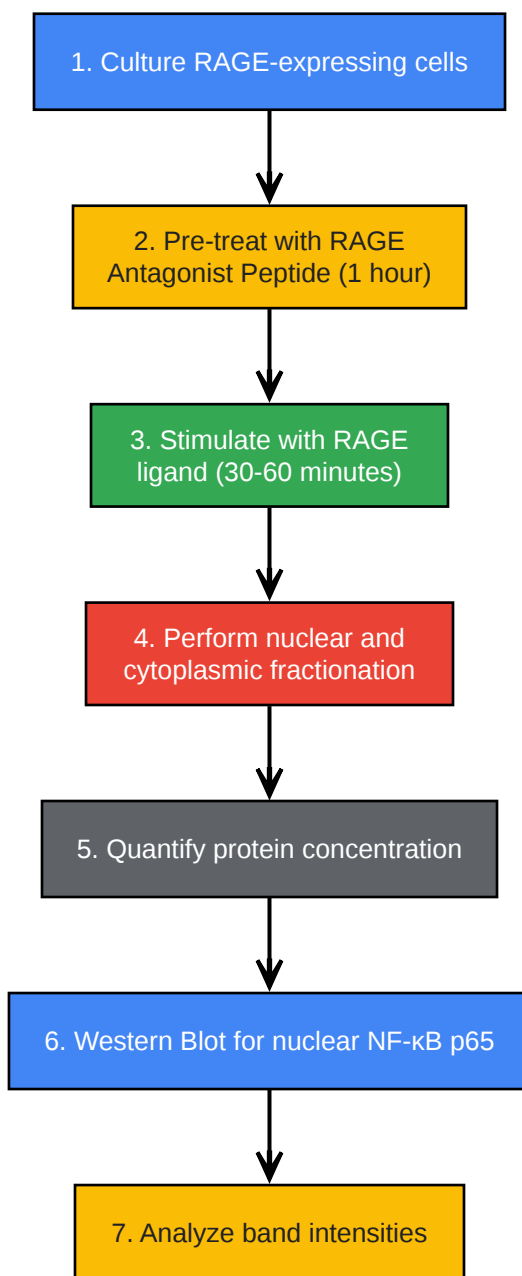 1. Culture RAGE-expressing cells
2. Pre-treat with RAGE
Antagonist Peptide (1 hour)
3. Stimulate with RAGE
ligand (30-60 minutes)
4. Perform nuclear and
cytoplasmic fractionation
5. Quantify protein concentration
6. Western Blot for nuclear NF-κB p65
7. Analyze band intensities